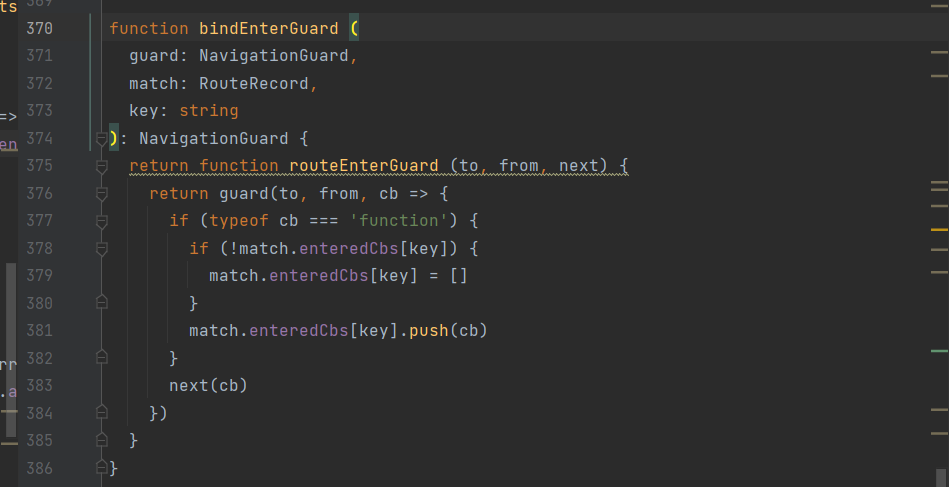 369
370 function bindEnterGuard (
371   guard: NavigationGuard,
372   match: RouteRecord,
373   key: string
374 ): NavigationGuard {
375   return function routeEnterGuard (to, from, next) {
376     return guard(to, from, cb => {
377       if (typeof cb === 'function') {
378         if (!match.enteredCbs[key]) {
379           match.enteredCbs[key] = []
380         }
381         match.enteredCbs[key].push(cb)
382       }
383       next(cb)
384     })
385   }
386 }
ts
=>
en
rr
.a